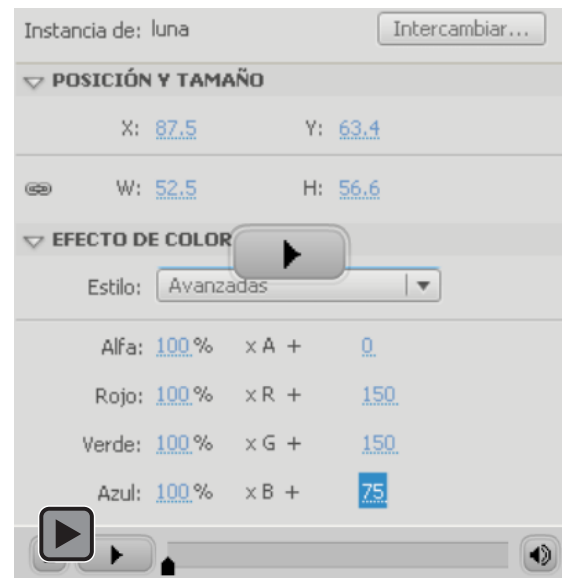 Instancia de: luna Intercambiar...
POSICIÓN Y TAMAÑO
X: 87.5 Y: 63.4
W: 52.5 H: 56.6
EFECTO DE COLOR
Estilo: Avanzadas
Alfa: 100 % x A + 0
Rojo: 100 % x R + 150
Verde: 100 % x G + 150
Azul: 100 % x B + 75